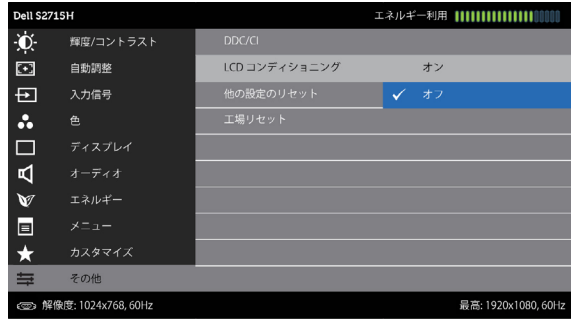 Dell S2715H エネルギー利用
輝度/コントラスト DDC/CI
自動調整 LCD コンディショニング オン
入力信号 他の設定のリセット ✓ オフ
色 工場リセット
ディスプレイ
オーディオ
エネルギー
メニュー
カスタマイズ
その他
解像度: 1024x768, 60Hz 最高: 1920x1080, 60Hz